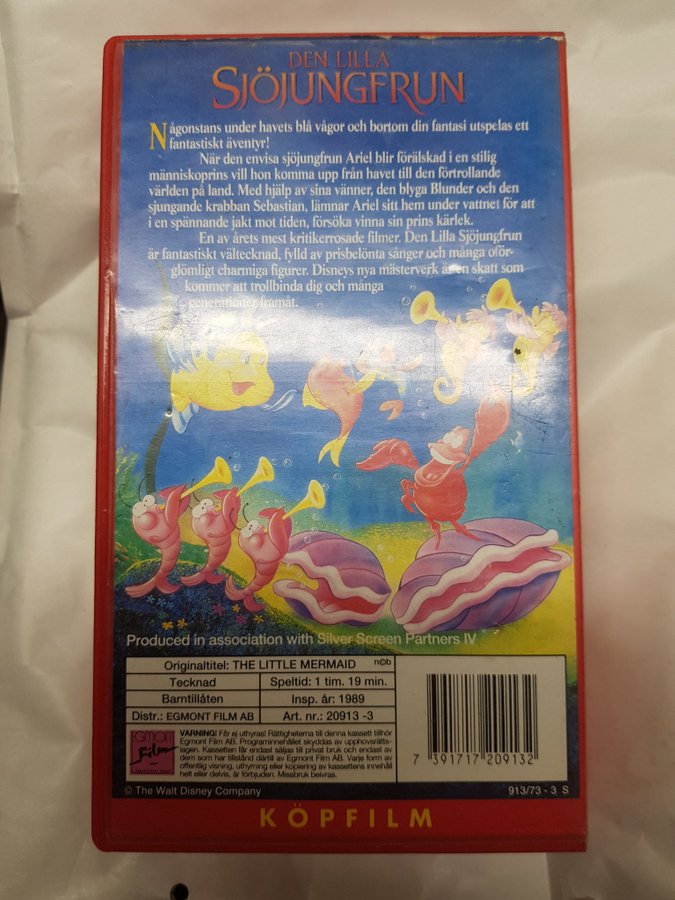 DEN LILLA
SJÖJUNGFRUN
Någonstans under havets blå vågor och bortom din fantasi utspelas ett
fantastiskt äventyr!
När den envisa sjöjungfrun Ariel blir förälskad i en stilig
människoprins vill hon komma upp från havet till den förtrollande
världen på land. Med hjälp av sina vänner, den blyga Blunder och den
sjungande krabban Sebastian, lämnar Ariel sitt hem under vattnet för att
i en spännande jakt mot tiden, försöka vinna sin prins kärlek.
En av årets mest kritikerrosade filmer. Den Lilla Sjöjungfrun
är fantastiskt vältecknad, fylld av prisbelönta sånger och många oför-
glömligt charmiga figurer. Disneys nya mästerverk är en skatt som
kommer att trollbinda dig och många
generationer framåt.
Produced in association with Silver Screen Partners IV
Originaltitel: THE LITTLE MERMAID n©b
Tecknad Speltid: 1 tim. 19 min.
Barntillåten Insp. år: 1989
Distr.: EGMONT FILM AB Art. nr.: 20913 -3
EGMONT
Film
VARNING! Får ej uthyras! Rättigheterna till denna kassett tillhör
Egmont Film AB. Programinnehållet skyddas av upphovsrätts-
lagen. Kassetten får endast säljas till privat bruk och endast av
dem som har tillstånd därtill av Egmont Film AB. Varje form av
offentlig visning, uthyrning eller kopiering av kassettens innehåll
helt eller delvis, är förbjuden. Missbruk beivras.
7 391717 209132
© The Walt Disney Company
913/73 - 3 S
KÖPFILM